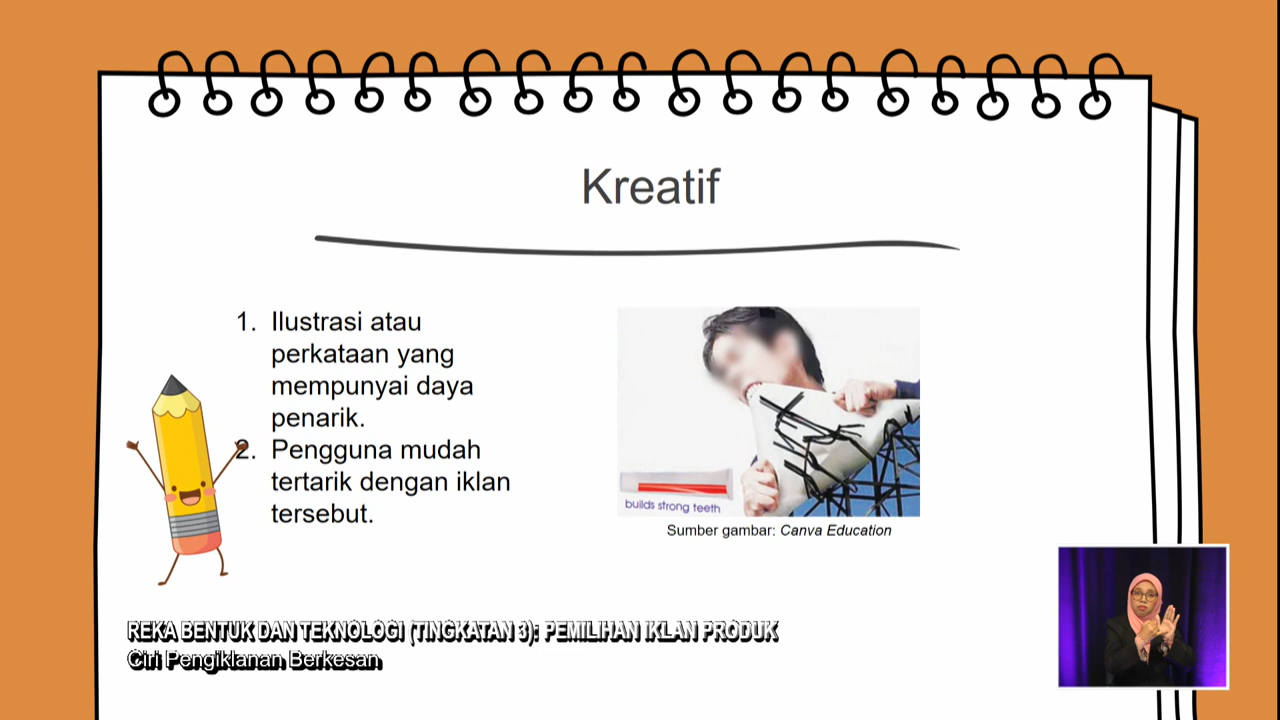 Kreatif
1. Ilustrasi atau
perkataan yang
mempunyai daya
penarik.
2. Pengguna mudah
tertarik dengan iklan
tersebut.
builds strong teeth
Sumber gambar: Canva Education
REKA BENTUK DAN TEKNOLOGI (TINGKATAN 3): PEMILIHAN IKLAN PRODUK
Ciri Pengiklanan Berkesan